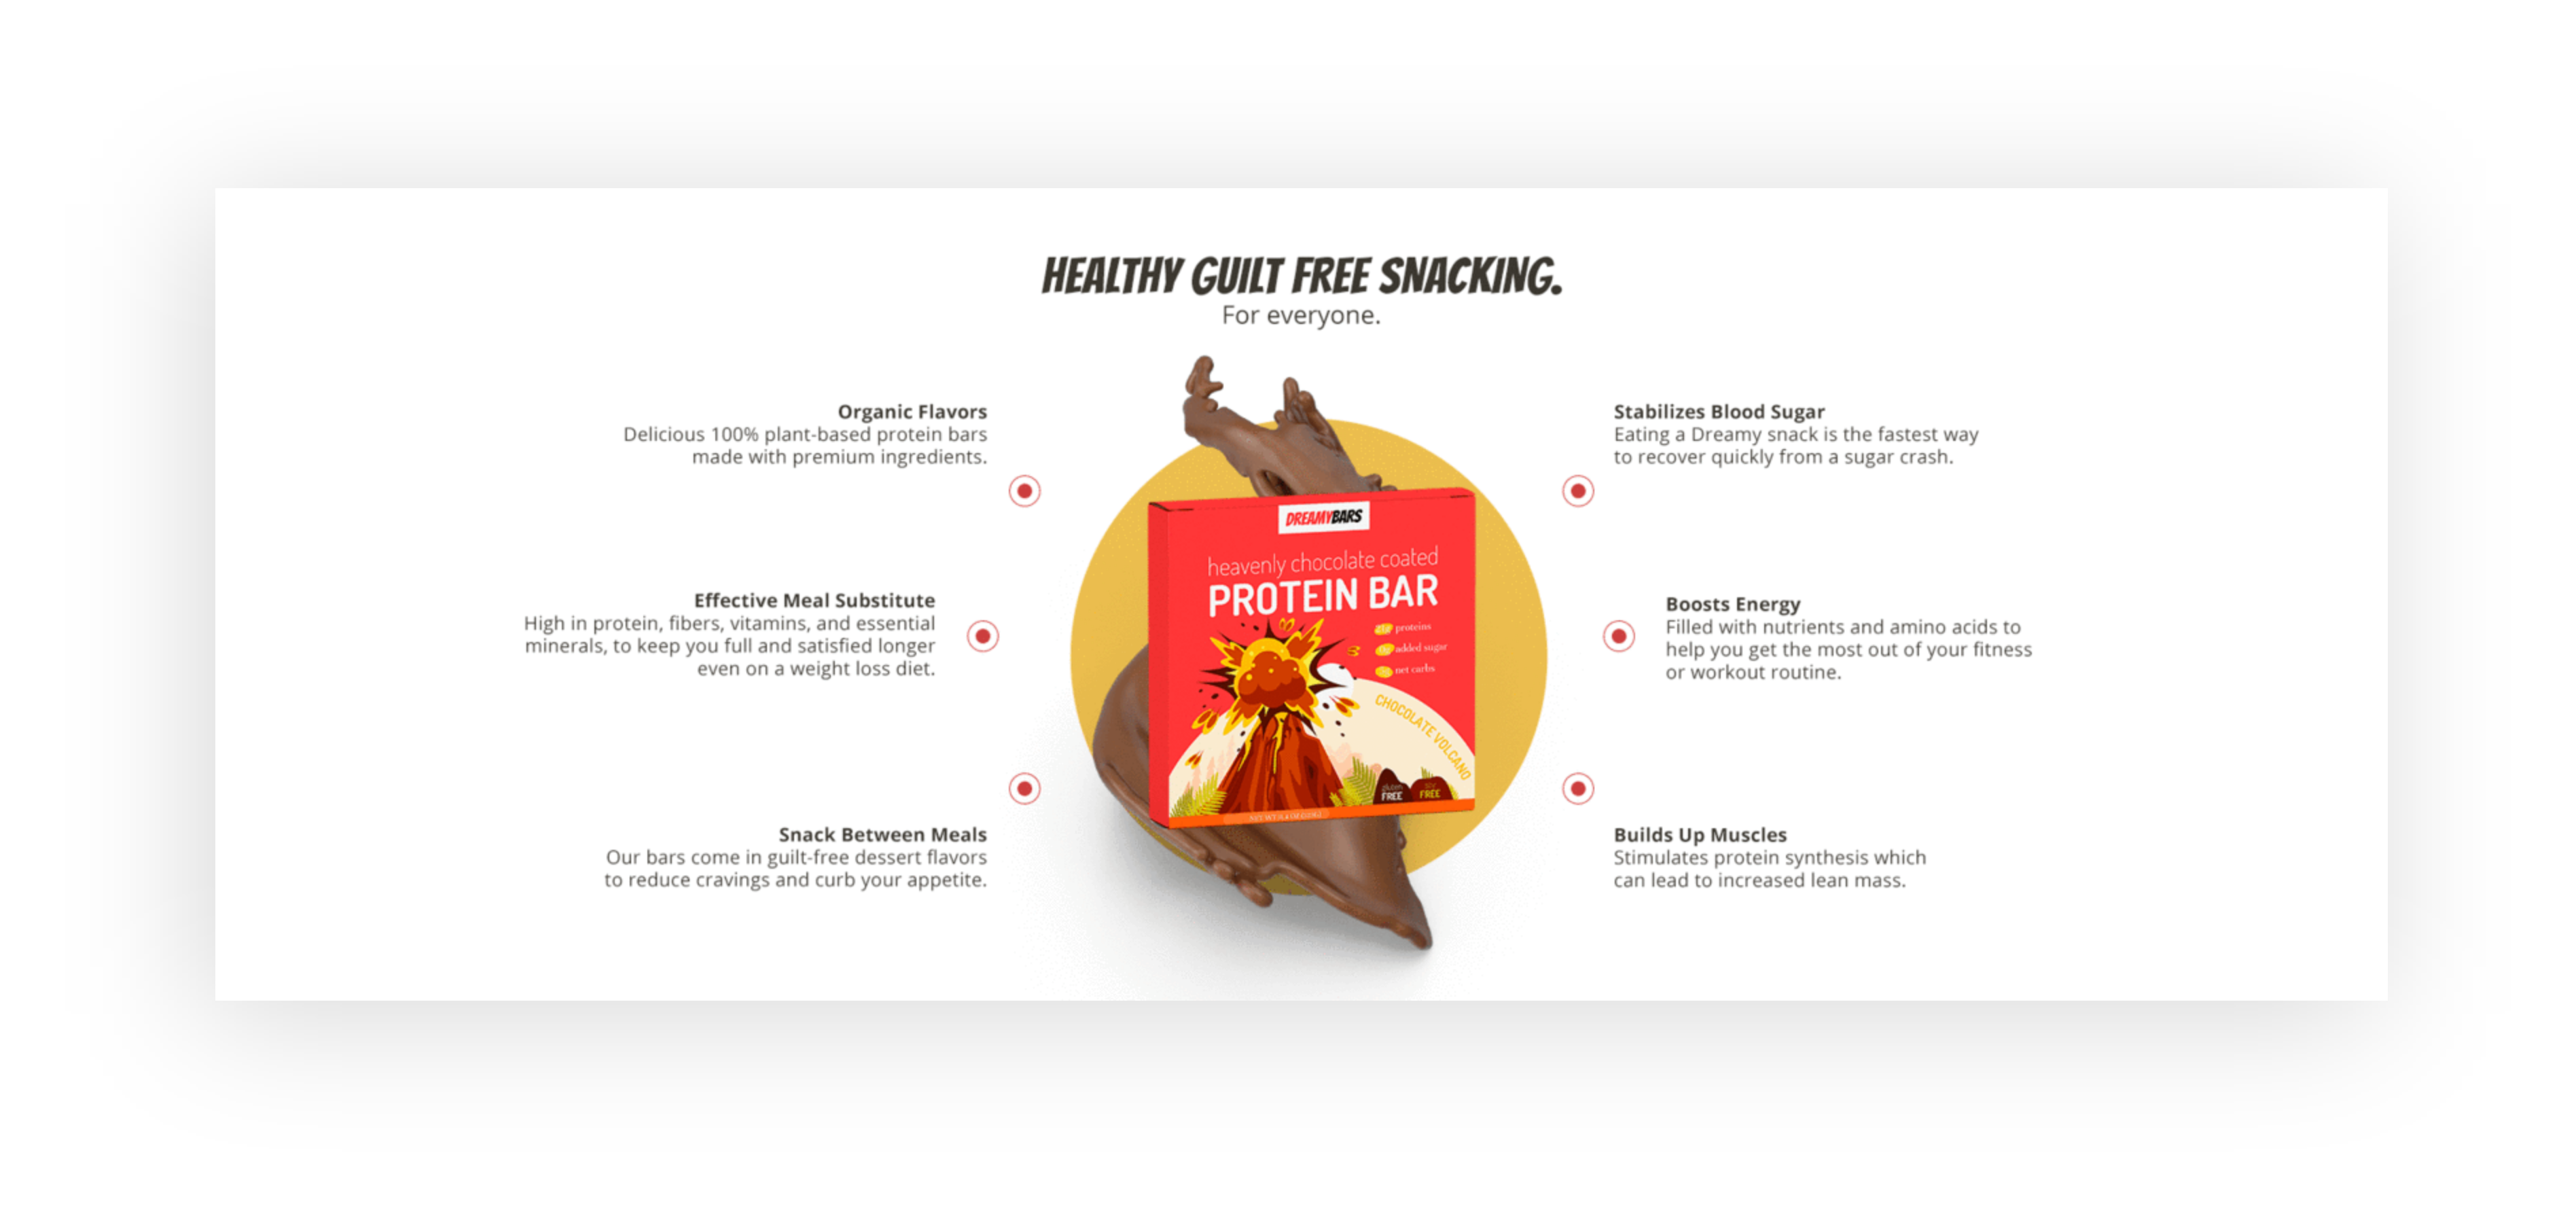 HEALTHY GUILT FREE SNACKING.
For everyone.
Organic Flavors
Delicious 100% plant-based protein bars
made with premium ingredients.
Effective Meal Substitute
High in protein, fibers, vitamins, and essential
minerals, to keep you full and satisfied longer
even on a weight loss diet.
Snack Between Meals
Our bars come in guilt-free dessert flavors
to reduce cravings and curb your appetite.
DREAMYBARS
heavenly chocolate coated
PROTEIN BAR
proteins
added sugar
net carbs
CHOCOLATE VOLCANO
gluten
FREE
FREE
Stabilizes Blood Sugar
Eating a Dreamy snack is the fastest way
to recover quickly from a sugar crash.
Boosts Energy
Filled with nutrients and amino acids to
help you get the most out of your fitness
or workout routine.
Builds Up Muscles
Stimulates protein synthesis which
can lead to increased lean mass.